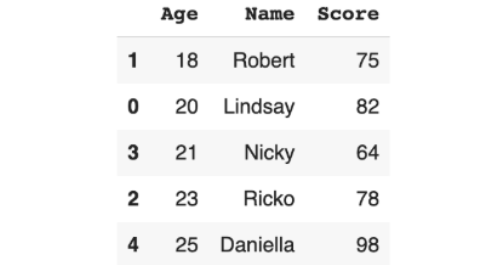 Age Name Score
1 18 Robert 75
0 20 Lindsay 82
3 21 Nicky 64
2 23 Ricko 78
4 25 Daniella 98